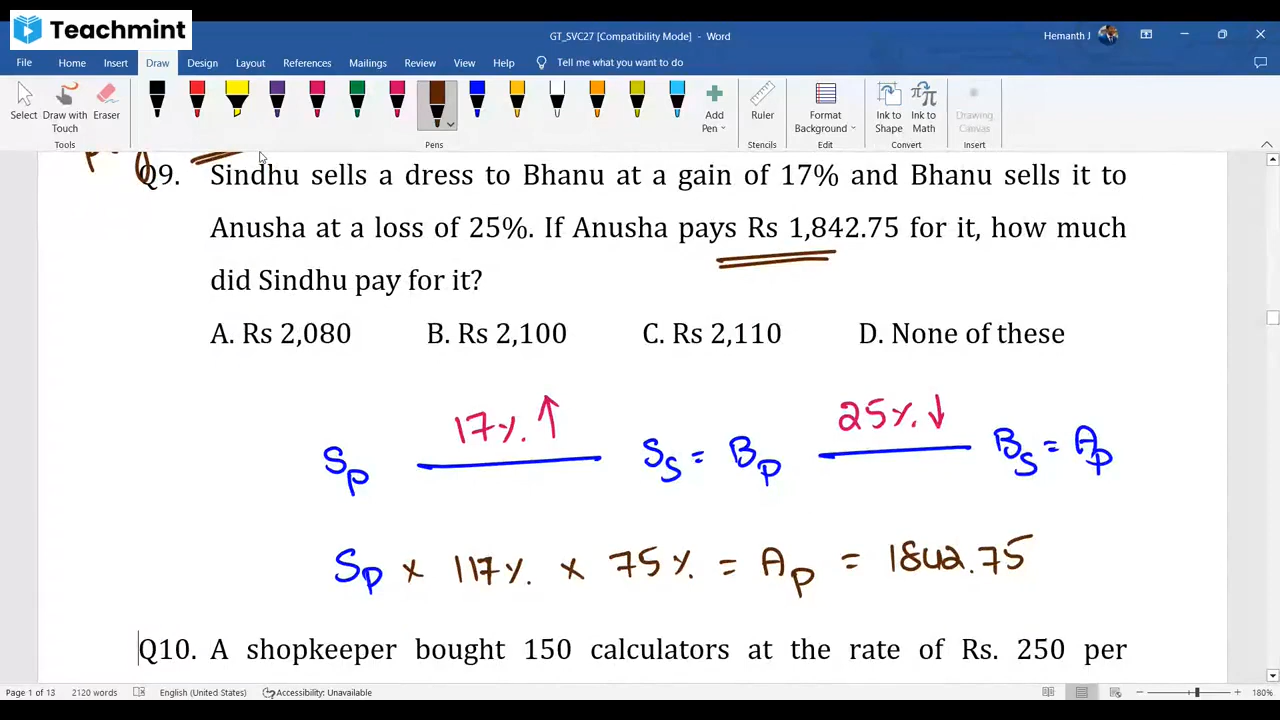 Teachmint
GT_SVC27 [Compatibility Mode] - Word
Hemanth J
File Home Insert Draw Design Layout References Mailings Review View Help Tell me what you want to do
Select Draw with Touch Eraser Add Pen Ruler Format Background Ink to Shape Ink to Math Drawing Canvas
Tools Pens Stencils Convert Insert
Q9. Sindhu sells a dress to Bhanu at a gain of 17% and Bhanu sells it to
Anusha at a loss of 25%. If Anusha pays Rs 1,842.75 for it, how much
did Sindhu pay for it?
A. Rs 2,080 B. Rs 2,100 C. Rs 2,110 D. None of these
17% ↑ 25% ↓
Sp Ss = Bp Bs = Ap
Sp × 117% × 75% = Ap = 1842.75
Q10. A shopkeeper bought 150 calculators at the rate of Rs. 250 per
Page 1 of 13 2120 words English (United States) Accessibility: Unavailable 180%